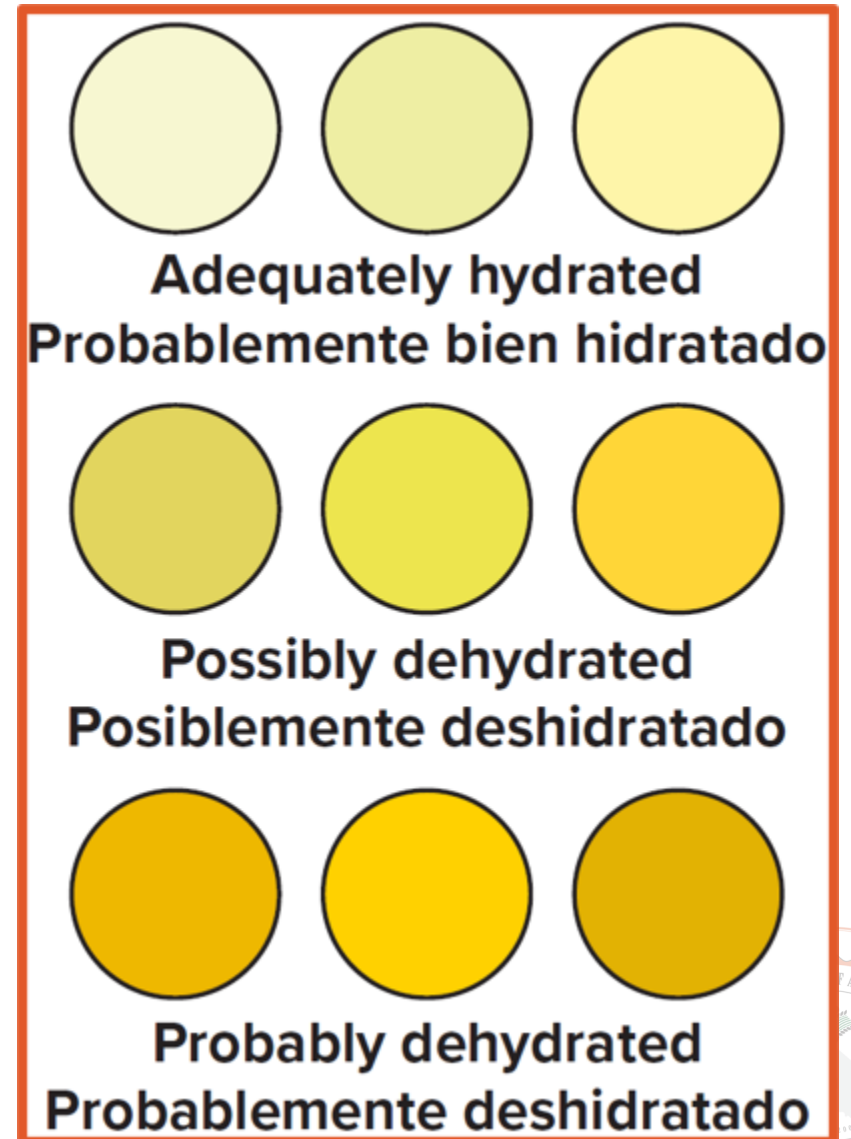 Adequately hydrated
Probablemente bien hidratado
Possibly dehydrated
Posiblemente deshidratado
Probably dehydrated
Probablemente deshidratado